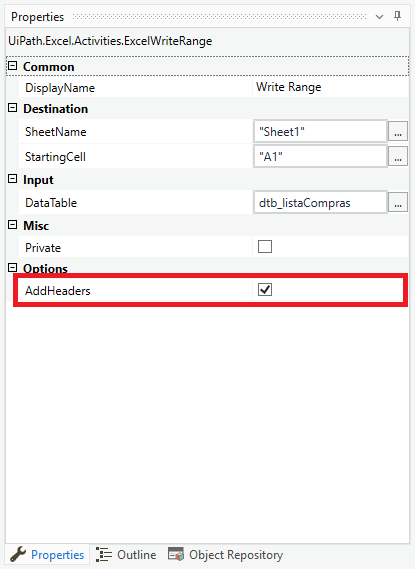 Properties
UiPath.Excel.Activities.ExcelWriteRange
Common
DisplayName Write Range
Destination
SheetName "Sheet1" ...
StartingCell "A1" ...
Input
DataTable dtb_listaCompras ...
Misc
Private
Options
AddHeaders
Properties Outline Object Repository